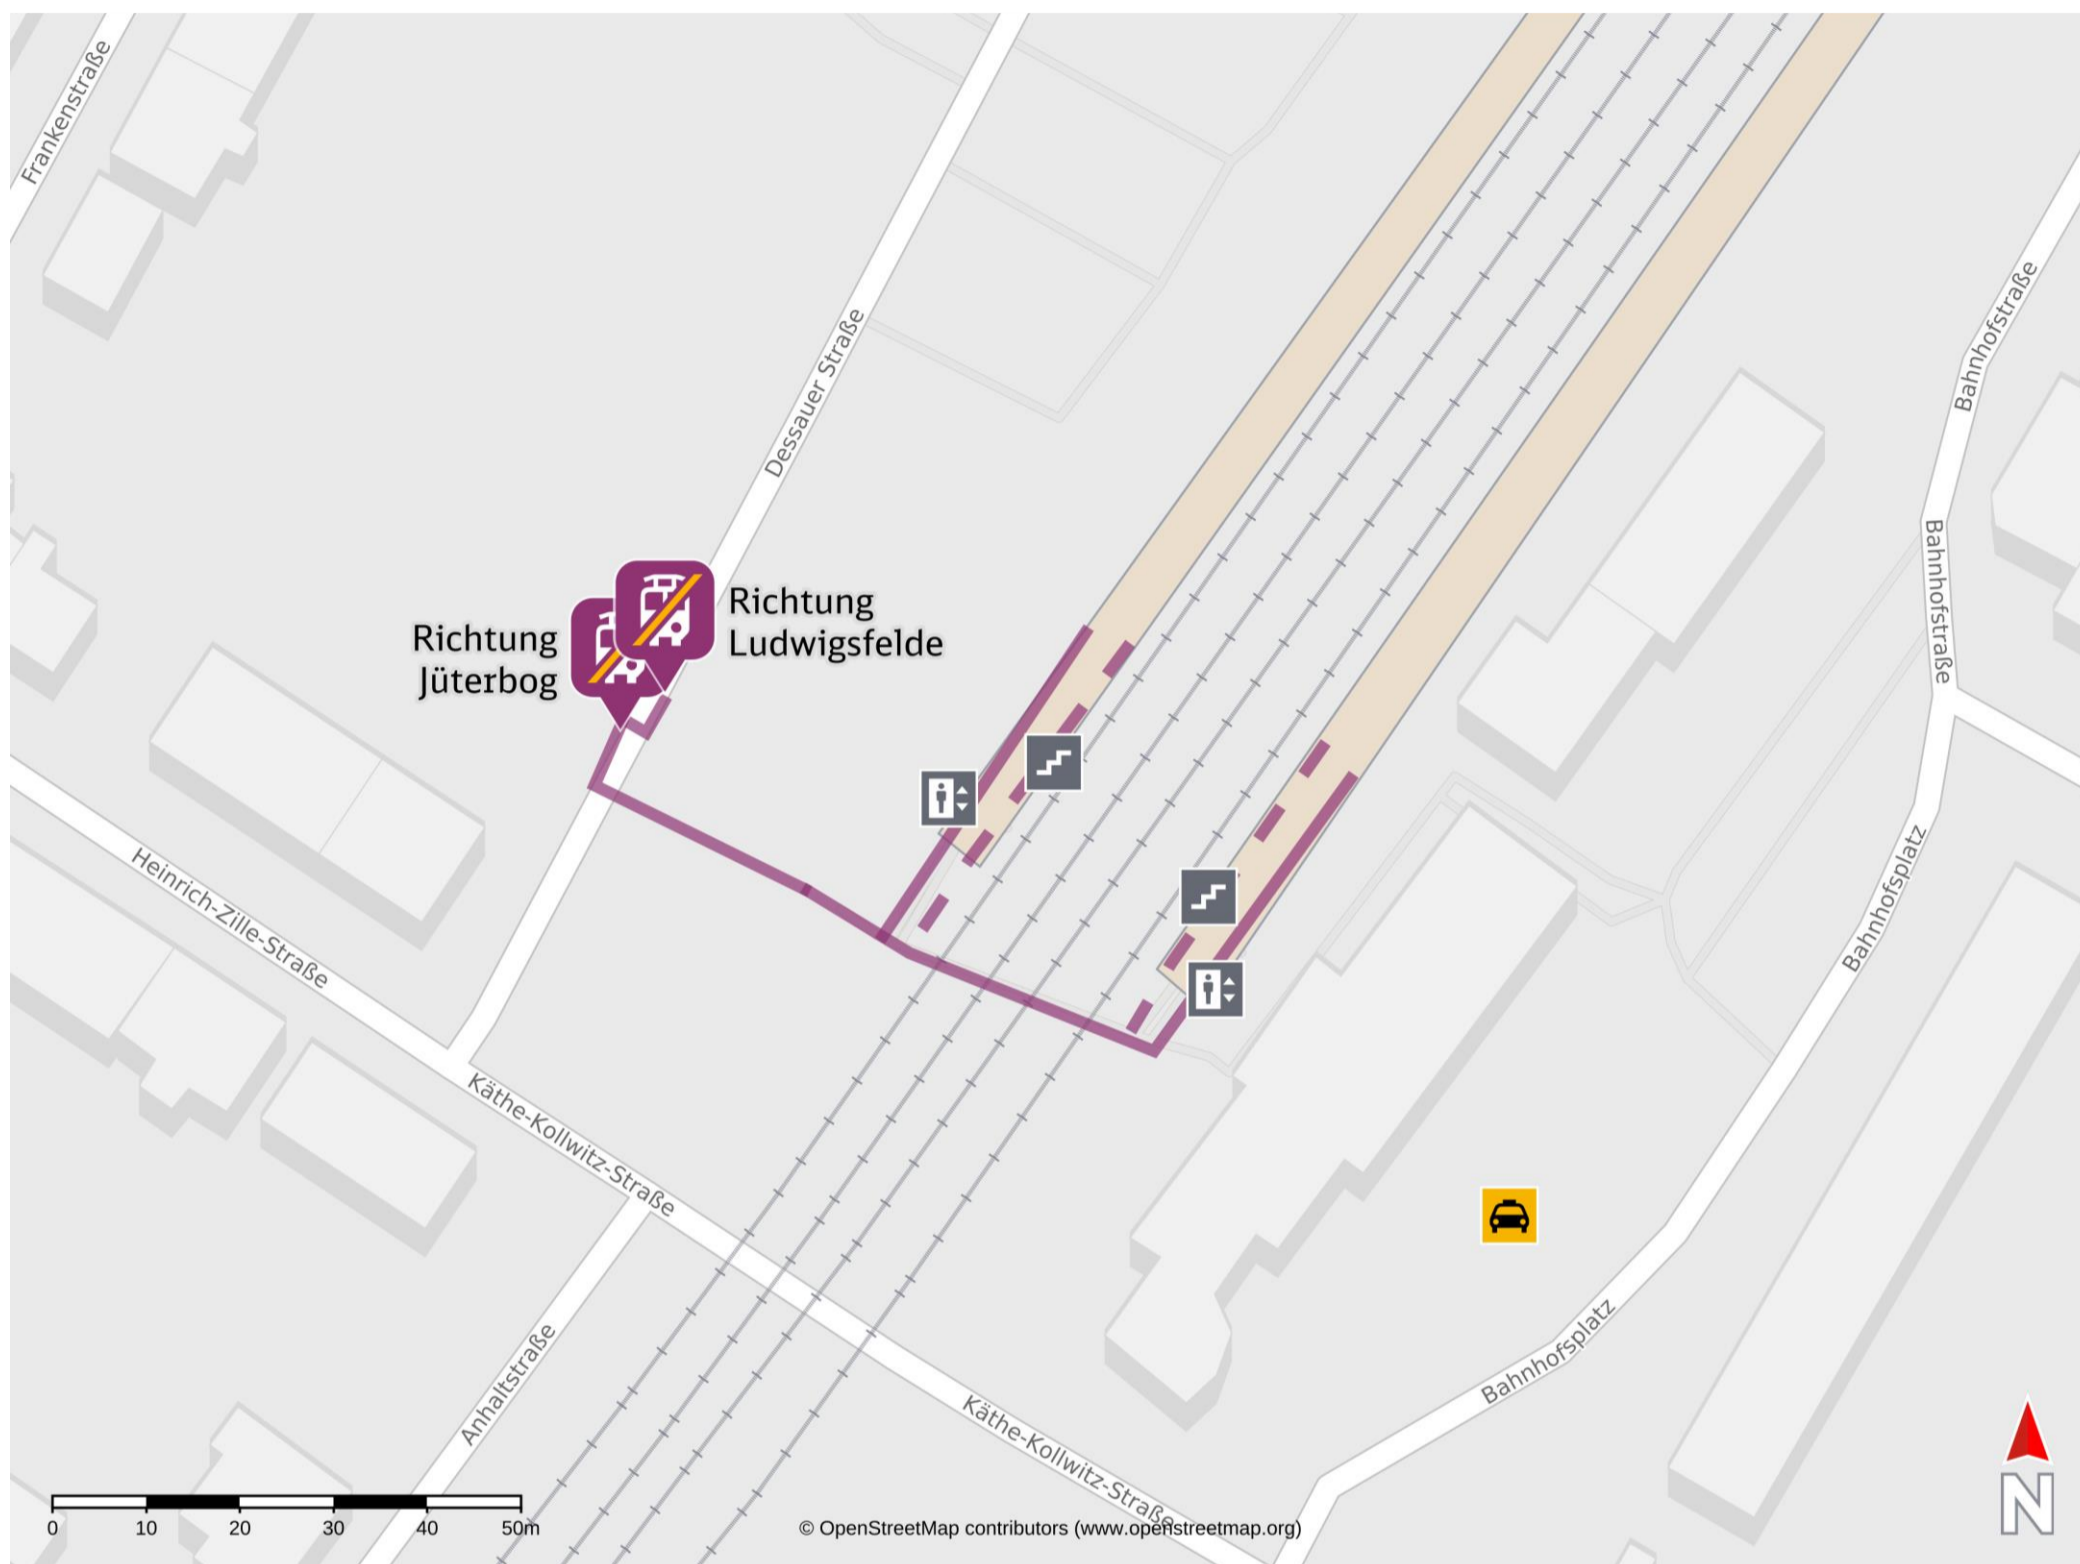 Frankenstraße
Dessauer Straße
Bahnhofstraße
Bahnhofstraße
Richtung
Ludwigsfelde
Richtung
Jüterbog
Heinrich-Zille-Straße
Bahnhofsplatz
Käthe-Kollwitz-Straße
Anhaltstraße
Bahnhofsplatz
Käthe-Kollwitz-Straße
N
0 10 20 30 40 50m
© OpenStreetMap contributors (www.openstreetmap.org)